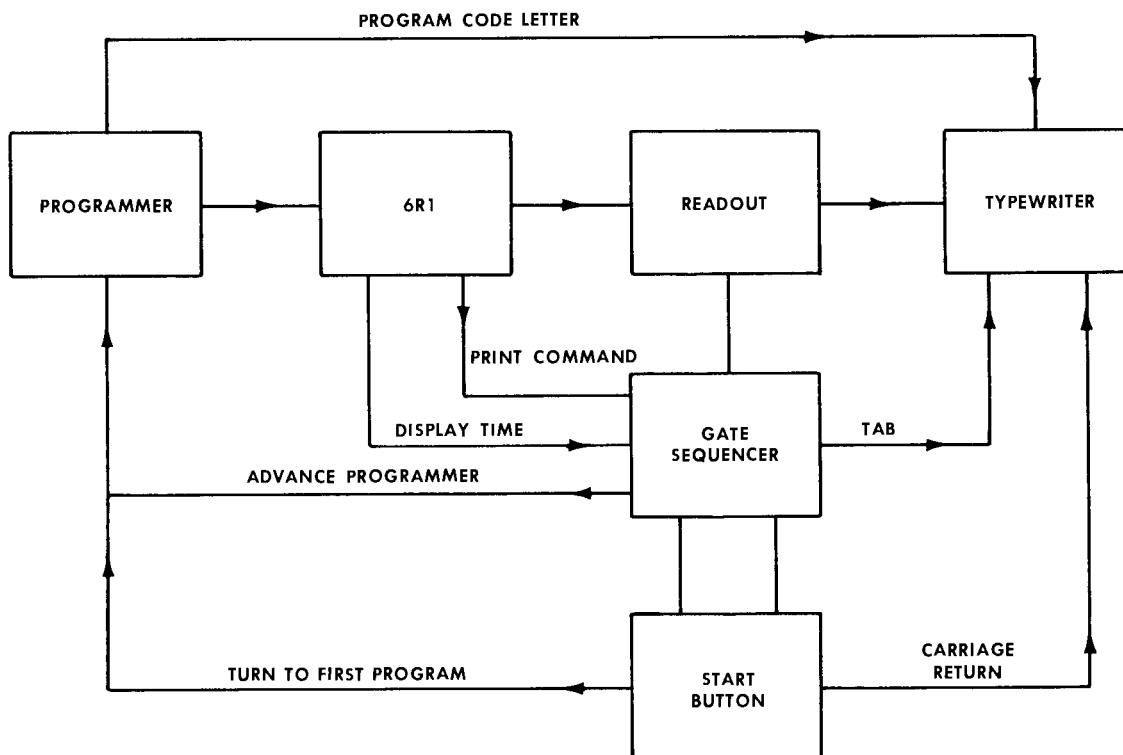 PROGRAM CODE LETTER
PROGRAMMER
6R1
READOUT
TYPEWRITER
PRINT COMMAND
DISPLAY TIME
GATE
SEQUENCER
TAB
ADVANCE PROGRAMMER
TURN TO FIRST PROGRAM
START
BUTTON
CARRIAGE
RETURN